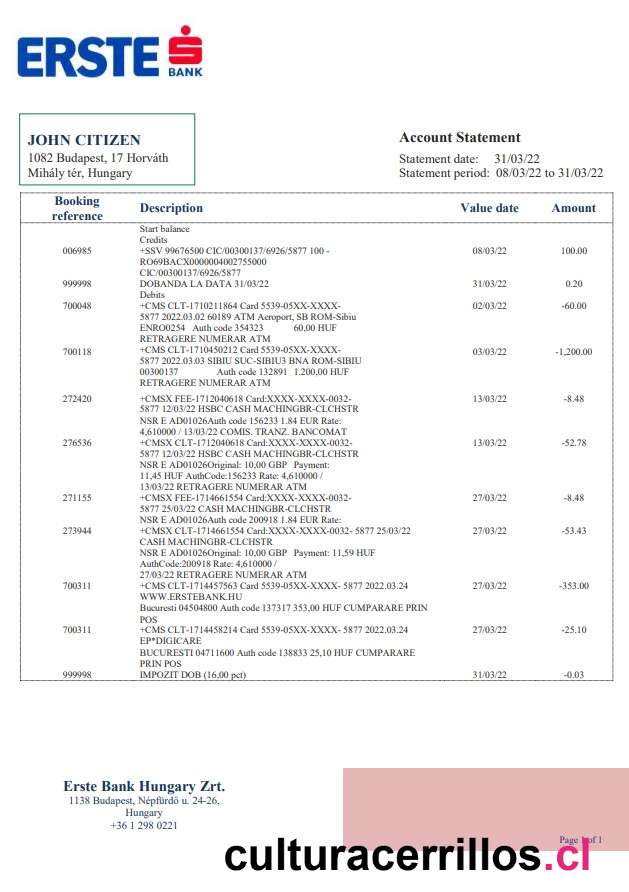 ERSTE
BANK
JOHN CITIZEN
1082 Budapest, 17 Horváth
Mihály tér, Hungary
Account Statement
Statement date: 31/03/22
Statement period: 08/03/22 to 31/03/22
Booking reference Description Value date Amount
Start balance
Credits
006985 +SSV 99676500 CIC/00300137/6926/5877 100 - 08/03/22 100.00
RO69BACX0000004002755000
CIC/00300137/6926/5877
999998 DOBANDA LA DATA 31/03/22 31/03/22 0.20
Debits
700048 +CMS CLT-1710211864 Card 5539-05XX-XXXX- 02/03/22 -60.00
5877 2022.03.02 60189 ATM Aeroport, SB ROM-Sibiu
ENRO0254 Auth code 354323 60,00 HUF
RETRAGERE NUMERAR ATM
700118 +CMS CLT-1710450212 Card 5539-05XX-XXXX- 03/03/22 -1,200.00
5877 2022.03.03 SIBIU SUC-SIBIU3 BNA ROM-SIBIU
00300137 Auth code 132891 1.200,00 HUF
RETRAGERE NUMERAR ATM
272420 +CMSX FEE-1712040618 Card:XXXX-XXXX-0032- 13/03/22 -8.48
5877 12/03/22 HSBC CASH MACHINGBR-CLCHSTR
NSR E AD01026Auth code 156233 1.84 EUR Rate:
4,610000 / 13/03/22 COMIS. TRANZ. BANCOMAT
276536 +CMSX CLT-1712040618 Card:XXXX-XXXX-0032- 13/03/22 -52.78
5877 12/03/22 HSBC CASH MACHINGBR-CLCHSTR
NSR E AD01026Original: 10,00 GBP Payment:
11,45 HUF AuthCode:156233 Rate: 4,610000 /
13/03/22 RETRAGERE NUMERAR ATM
271155 +CMSX FEE-1714661554 Card:XXXX-XXXX-0032- 27/03/22 -8.48
5877 25/03/22 CASH MACHINGBR-CLCHSTR
NSR E AD01026Auth code 200918 1.84 EUR Rate:
273944 +CMSX CLT-1714661554 Card:XXXX-XXXX-0032- 5877 25/03/22 27/03/22 -53.43
CASH MACHINGBR-CLCHSTR
NSR E AD01026Original: 10,00 GBP Payment: 11,59 HUF
AuthCode:200918 Rate: 4,610000 /
27/03/22 RETRAGERE NUMERAR ATM
700311 +CMS CLT-1714457563 Card 5539-05XX-XXXX- 5877 2022.03.24 27/03/22 -353.00
WWW.ERSTEBANK.HU
Bucuresti 04504800 Auth code 137317 353,00 HUF CUMPARARE PRIN
POS
700311 +CMS CLT-1714458214 Card 5539-05XX-XXXX- 5877 2022.03.24 27/03/22 -25.10
EP*DIGICARE
BUCURESTI 04711600 Auth code 138833 25,10 HUF CUMPARARE
PRIN POS
999998 IMPOZIT DOB (16,00 pct) 31/03/22 -0.03
Erste Bank Hungary Zrt.
1138 Budapest, Népfürdő u. 24-26,
Hungary
+36 1 298 0221
Page 1 of 1
culturacerrillos.cl